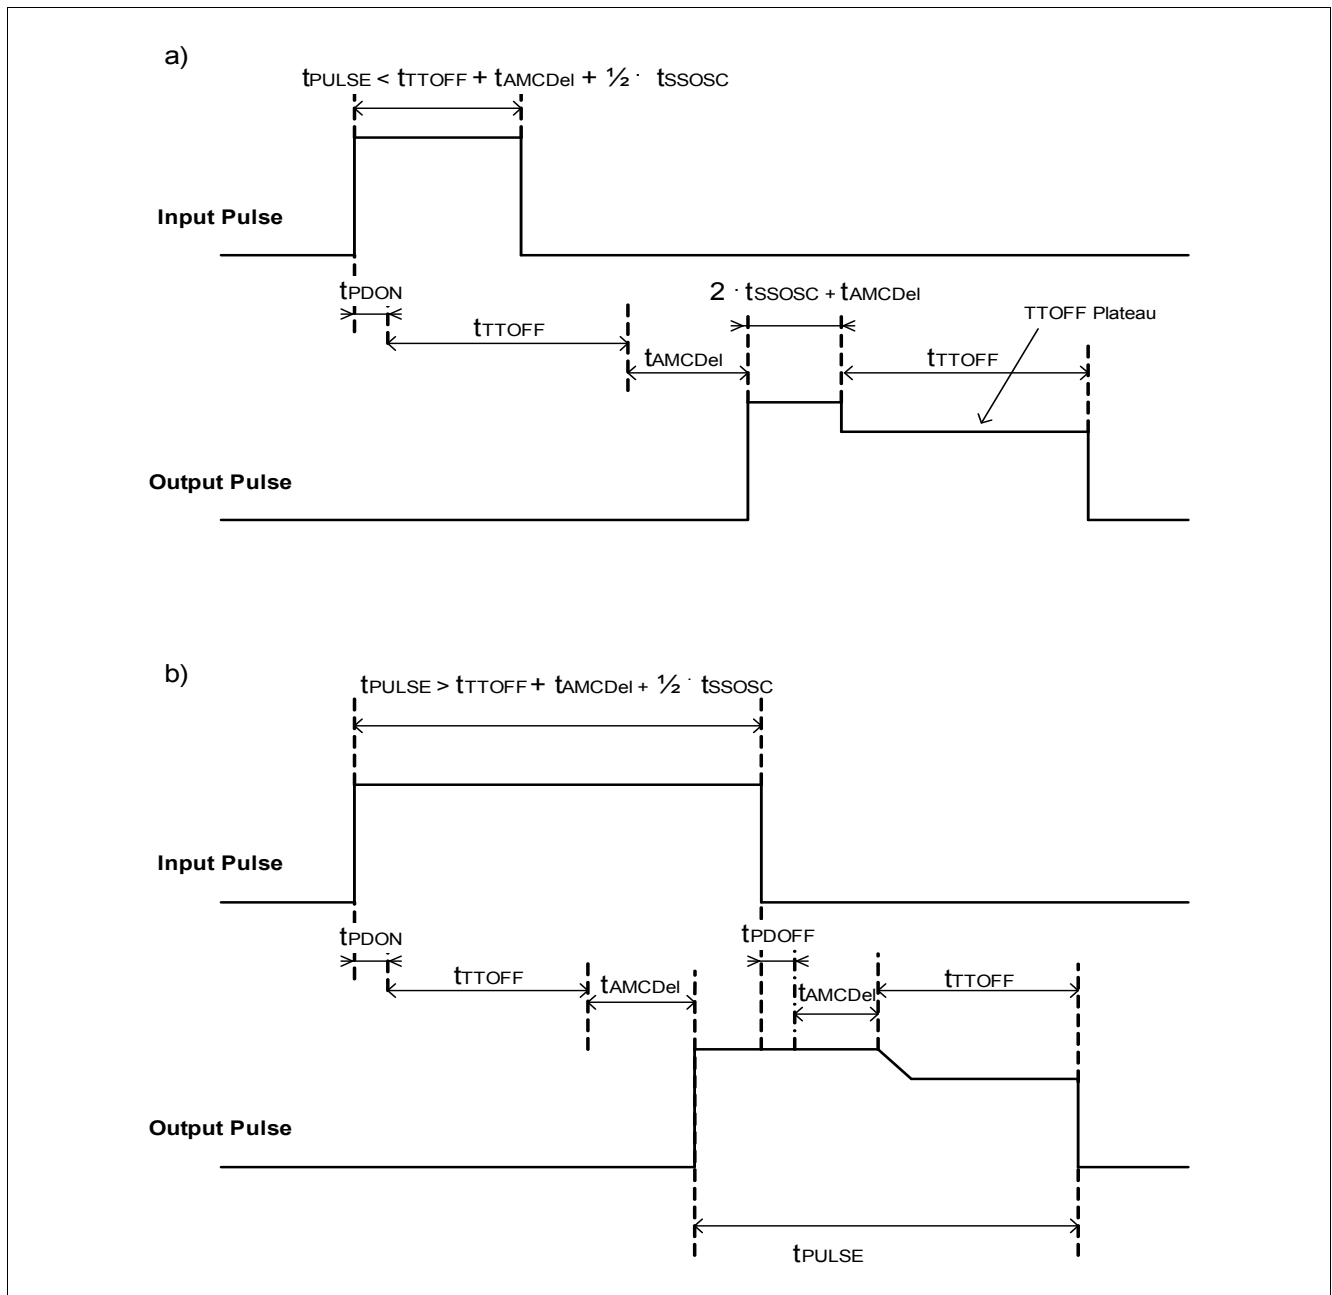 a)
tPULSE < tTTOFF + tAMCDel + ½ · tSSOSC
Input Pulse
tPDON
2 · tSSOSC + tAMCDel
TTOFF Plateau
tTTOFF
tAMCDel
tTTOFF
Output Pulse
b)
tPULSE > tTTOFF + tAMCDel + ½ · tSSOSC
Input Pulse
tPDON
tPDOFF
tTTOFF
tAMCDel
tAMCDel
tTTOFF
Output Pulse
tPULSE